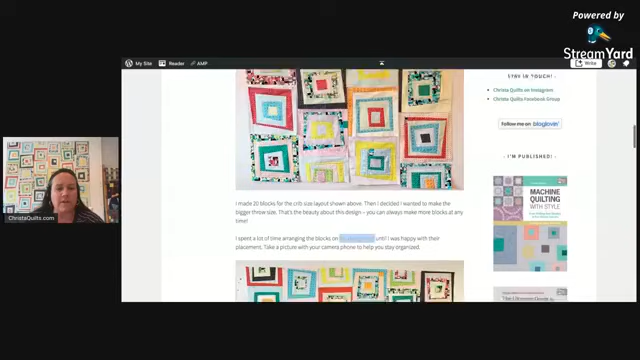 Powered by
StreamYard
My Site
Reader
AMP
Write
STAY IN TOUCH!
Christa Quilts on Instagram
Christa Quilts Facebook Group
Follow me on bloglovin'
I'M PUBLISHED!
MACHINE
QUILTING
WITH STYLE
ChristaQuilts.com
I made 20 blocks for the crib size layout shown above. Then I decided I wanted to make the
bigger throw size. That's the beauty about this design – you can always make more blocks at any
time!
I spent a lot of time arranging the blocks on until I was happy with their
placement. Take a picture with your camera phone to help you stay organized.